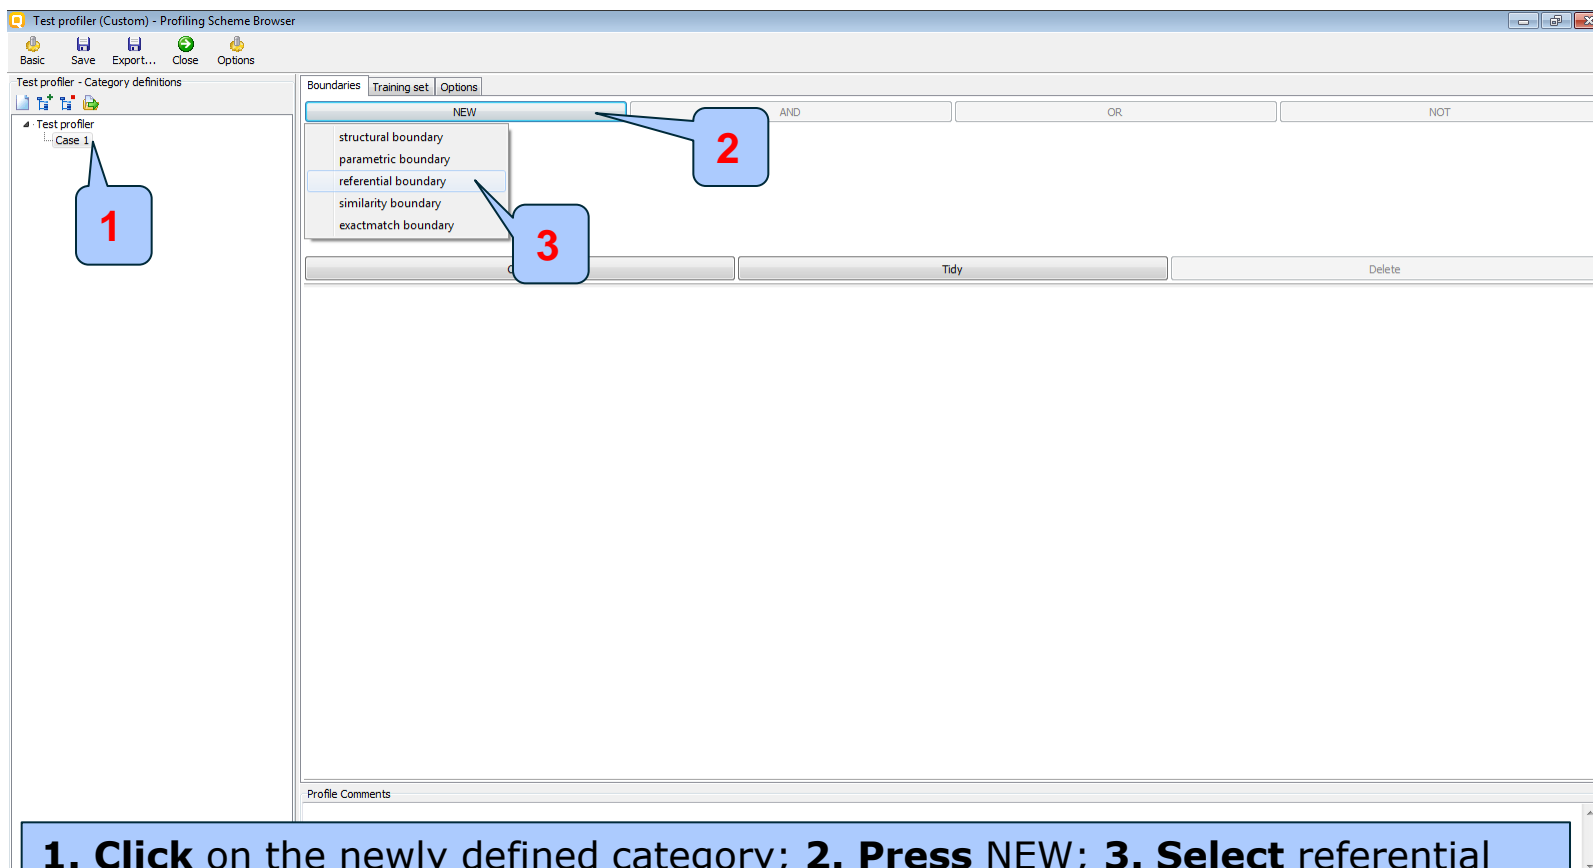 Test profiler (Custom) - Profiling Scheme Browser
Basic Save Export... Close Options
Test profiler - Category definitions
Test profiler
Case 1
1
Boundaries Training set Options
NEW AND OR NOT
structural boundary
parametric boundary
referential boundary
similarity boundary
exactmatch boundary
2
3
Tidy Delete
Profile Comments
1. Click on the newly defined category; 2. Press NEW; 3. Select referential